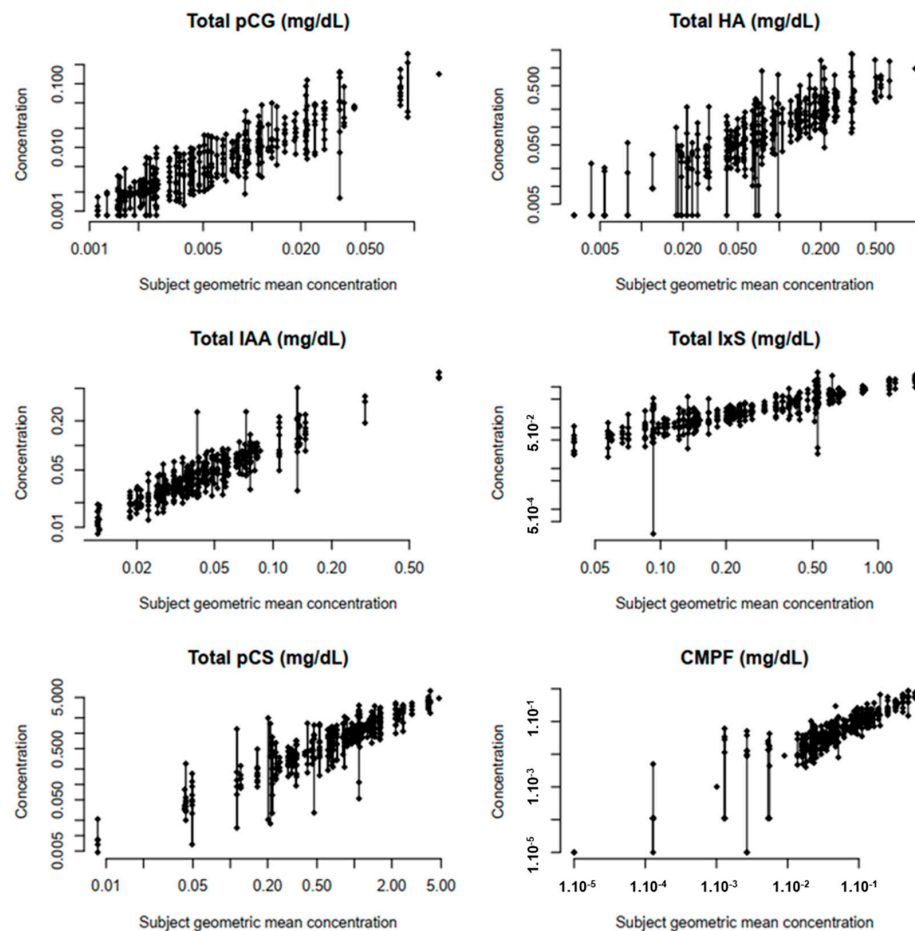 Total pCG (mg/dL)
Concentration
0.100
0.010
0.001
0.001 0.005 0.020 0.050
Subject geometric mean concentration
Total HA (mg/dL)
Concentration
0.500
0.050
0.005
0.005 0.020 0.050 0.200 0.500
Subject geometric mean concentration
Total IAA (mg/dL)
Concentration
0.20
0.05
0.01
0.02 0.05 0.10 0.20 0.50
Subject geometric mean concentration
Total IxS (mg/dL)
Concentration
5.10-2
5.10-4
0.05 0.10 0.20 0.50 1.00
Subject geometric mean concentration
Total pCS (mg/dL)
Concentration
5.000
0.500
0.050
0.005
0.01 0.05 0.20 0.50 2.00 5.00
Subject geometric mean concentration
CMPF (mg/dL)
Concentration
1.10-1
1.10-3
1.10-5
1.10-5 1.10-4 1.10-3 1.10-2 1.10-1
Subject geometric mean concentration